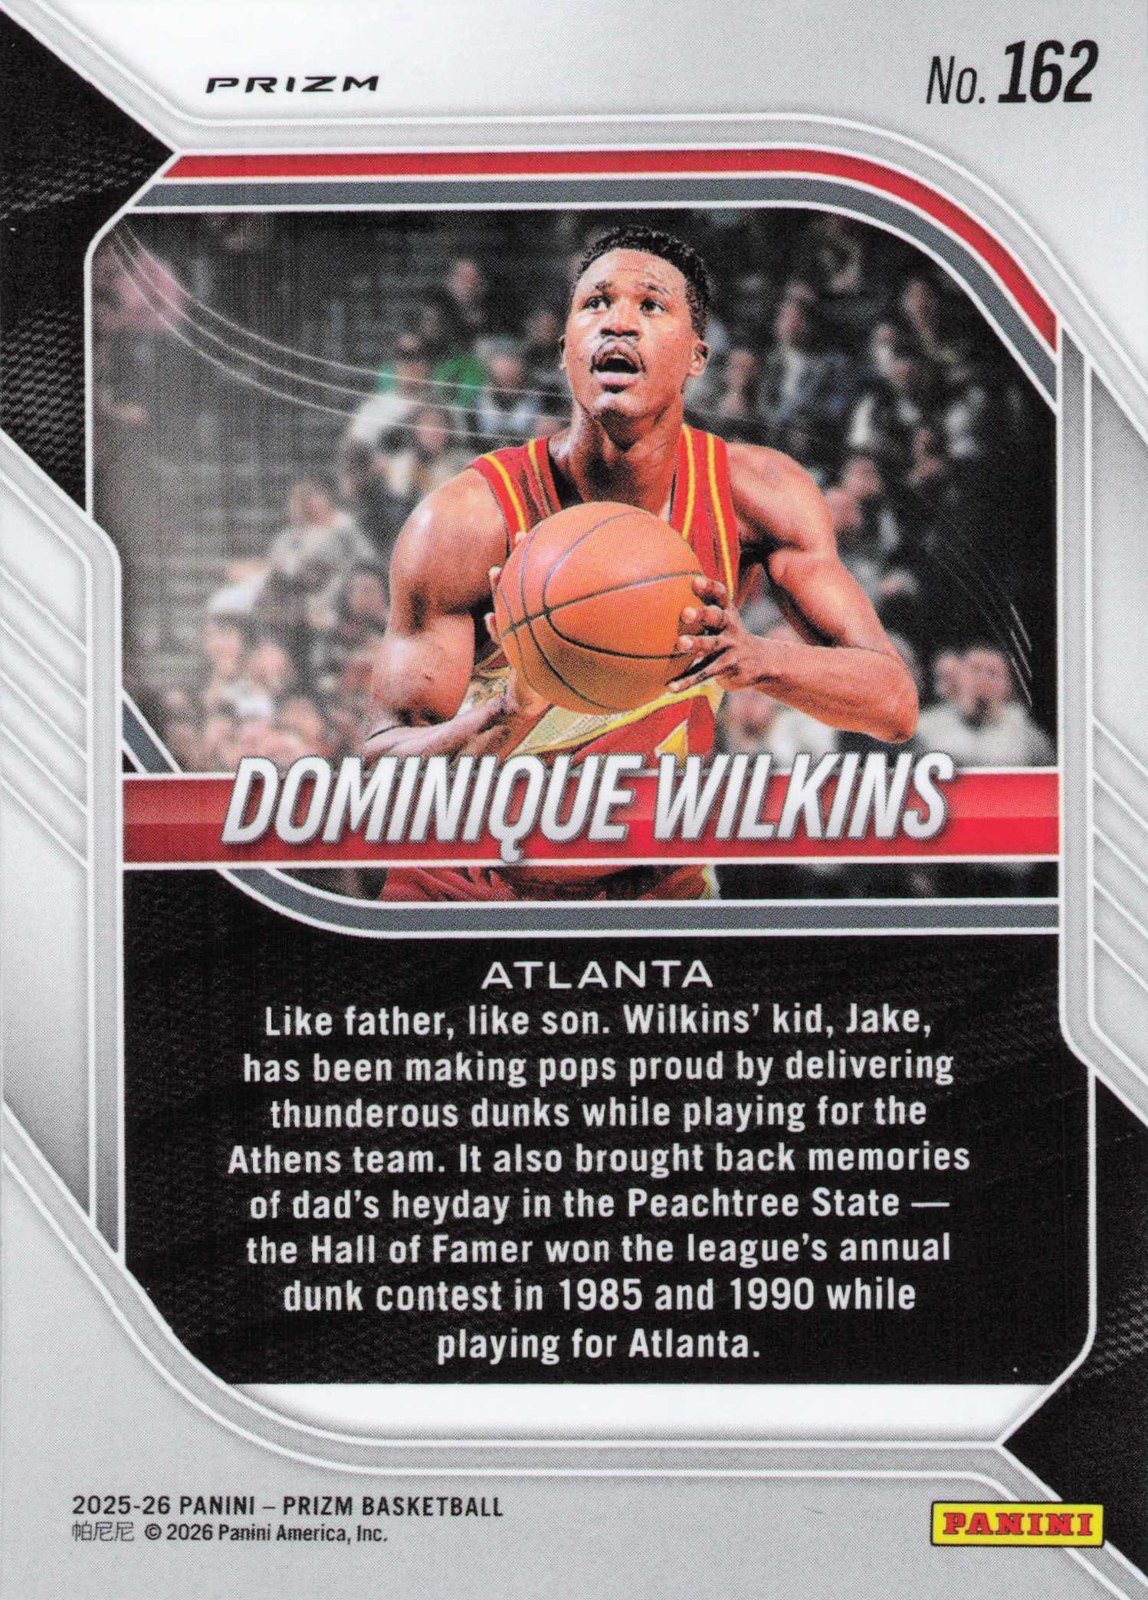 PRIZM
No. 162
DOMINIQUE WILKINS
ATLANTA
Like father, like son. Wilkins’ kid, Jake,
has been making pops proud by delivering
thunderous dunks while playing for the
Athens team. It also brought back memories
of dad’s heyday in the Peachtree State —
the Hall of Famer won the league’s annual
dunk contest in 1985 and 1990 while
playing for Atlanta.
2025-26 PANINI – PRIZM BASKETBALL
帕尼尼 © 2026 Panini America, Inc.
PANINI